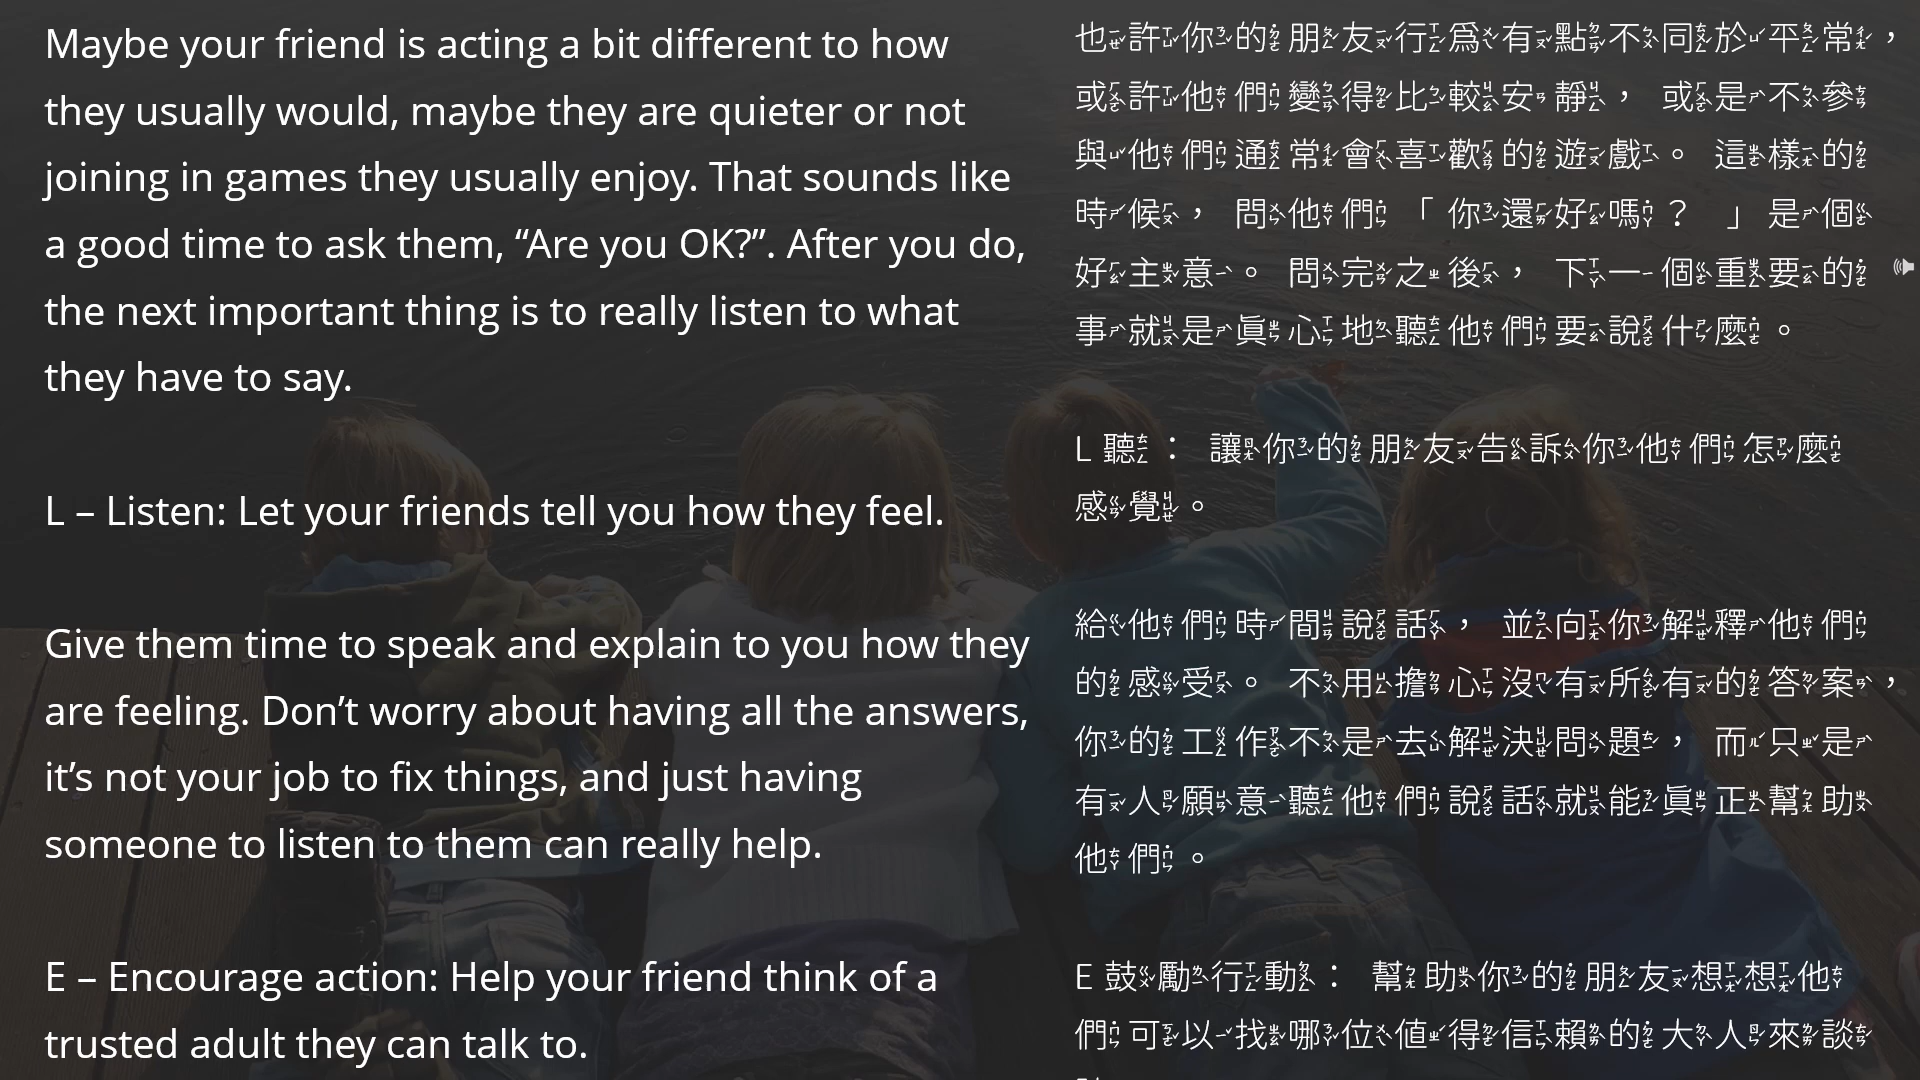 Maybe your friend is acting a bit different to how
they usually would, maybe they are quieter or not
joining in games they usually enjoy. That sounds like
a good time to ask them, “Are you OK?”. After you do,
the next important thing is to really listen to what
they have to say.
L – Listen: Let your friends tell you how they feel.
Give them time to speak and explain to you how they
are feeling. Don’t worry about having all the answers,
it’s not your job to fix things, and just having
someone to listen to them can really help.
E – Encourage action: Help your friend think of a
trusted adult they can talk to.
也許你的朋友行為有點不同於平常，
或許他們變得比較安靜， 或是不參
與他們通常會喜歡的遊戲。 這樣的
時候， 問他們「你還好嗎？ 」是個
好主意。 問完之後， 下一個重要的
事就是真心地聽他們要說什麼。
L 聽： 讓你的朋友告訴你他們怎麼
感覺。
給他們時間說話， 並向你解釋他們
的感受。 不用擔心沒有所有的答案，
你的工作不是去解決問題， 而只是
有人願意聽他們說話就能真正幫助
他們。
E 鼓勵行動： 幫助你的朋友想想他
們可以找哪位值得信賴的大人來談